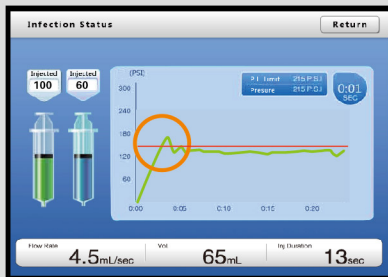 Infection Status
Return
Injected
100
Injected
60
(PSI)
300
240
180
120
60
0:00
0:05
0:10
0:15
0:20
215 P.S.I
Presure
215 P.S.I
0:01
SEC
Flow Rate
4.5mL/sec
Vol
65mL
Inj Duration
13sec